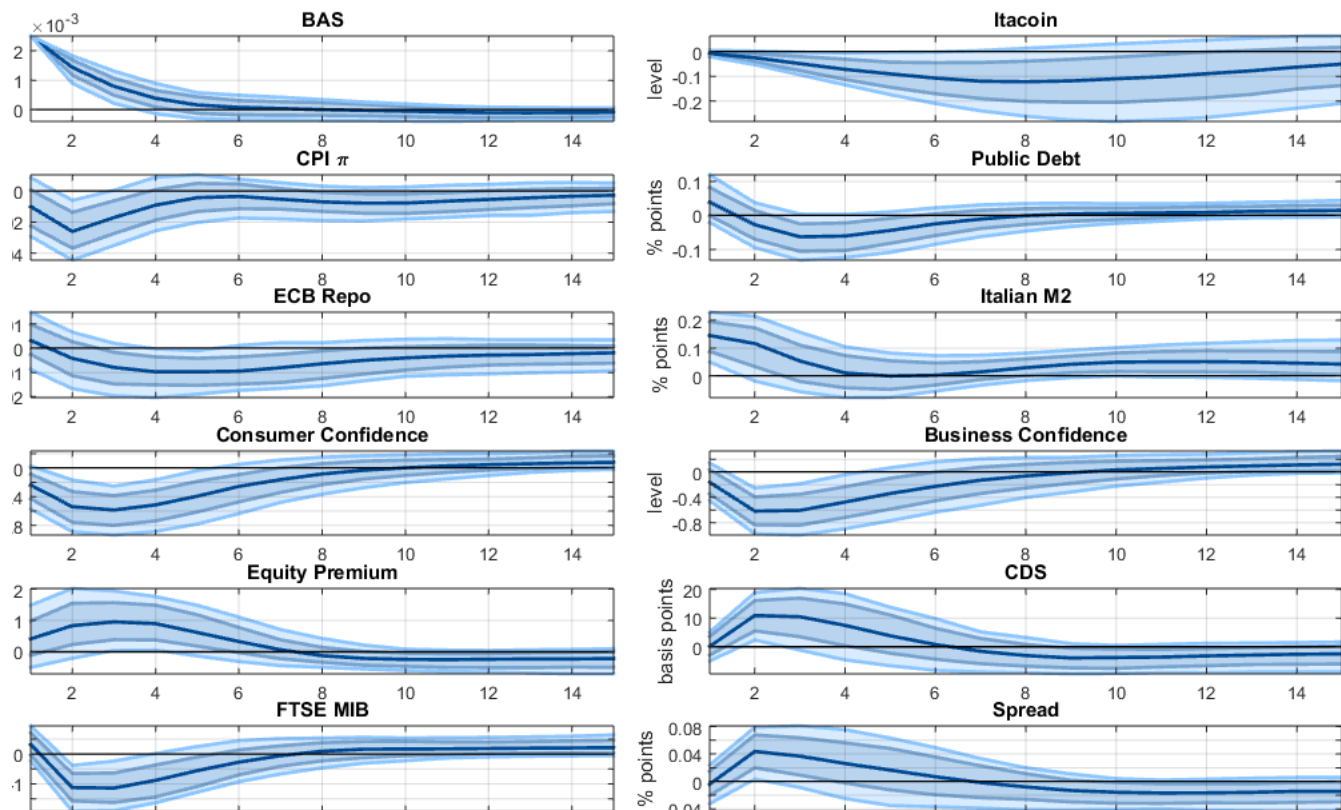 BAS
×10⁻³
2
1
0
2 4 6 8 10 12 14
Itacoin
level
0
-0.1
-0.2
2 4 6 8 10 12 14
CPI π
0
2 4 6 8 10 12 14
Public Debt
% points
0.1
0
-0.1
2 4 6 8 10 12 14
ECB Repo
0
2 4 6 8 10 12 14
Italian M2
% points
0.2
0.1
0
2 4 6 8 10 12 14
Consumer Confidence
0
.4
.8
2 4 6 8 10 12 14
Business Confidence
level
0
-0.4
-0.8
2 4 6 8 10 12 14
Equity Premium
2
1
0
2 4 6 8 10 12 14
CDS
basis points
20
10
0
2 4 6 8 10 12 14
FTSE MIB
0
-1
Spread
% points
0.08
0.04
0